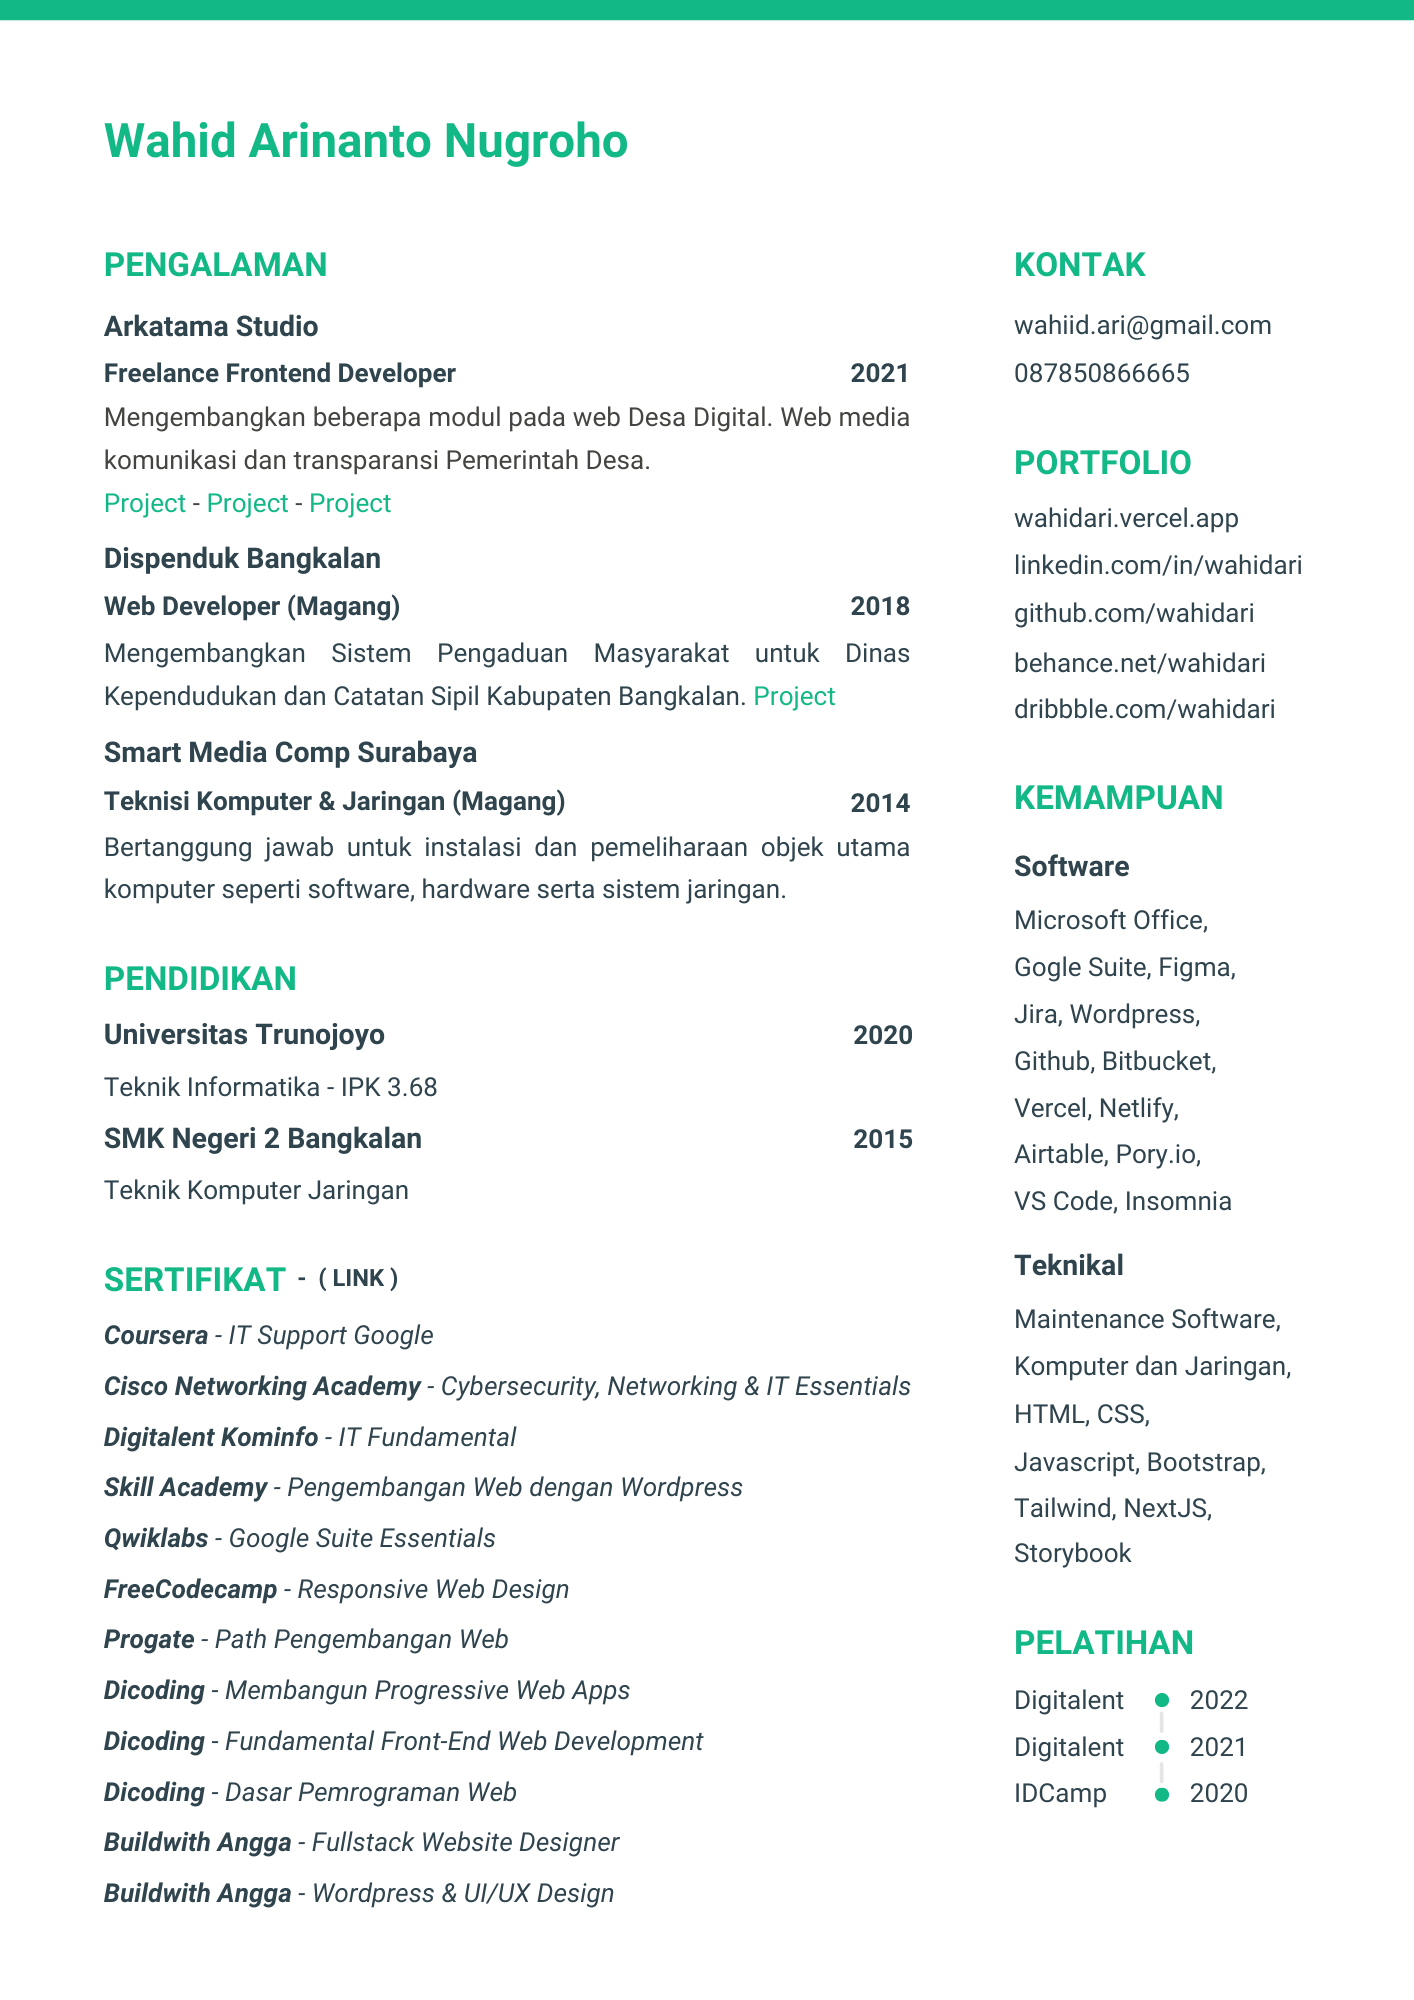 Wahid Arinanto Nugroho
PENGALAMAN
Arkatama Studio
Freelance Frontend Developer 2021
Mengembangkan beberapa modul pada web Desa Digital. Web media
komunikasi dan transparansi Pemerintah Desa.
Project - Project - Project
Dispenduk Bangkalan
Web Developer (Magang) 2018
Mengembangkan Sistem Pengaduan Masyarakat untuk Dinas
Kependudukan dan Catatan Sipil Kabupaten Bangkalan. Project
Smart Media Comp Surabaya
Teknisi Komputer & Jaringan (Magang) 2014
Bertanggung jawab untuk instalasi dan pemeliharaan objek utama
komputer seperti software, hardware serta sistem jaringan.
PENDIDIKAN
Universitas Trunojoyo 2020
Teknik Informatika - IPK 3.68
SMK Negeri 2 Bangkalan 2015
Teknik Komputer Jaringan
SERTIFIKAT - ( LINK )
Coursera - IT Support Google
Cisco Networking Academy - Cybersecurity, Networking & IT Essentials
Digitalent Kominfo - IT Fundamental
Skill Academy - Pengembangan Web dengan Wordpress
Qwiklabs - Google Suite Essentials
FreeCodecamp - Responsive Web Design
Progate - Path Pengembangan Web
Dicoding - Membangun Progressive Web Apps
Dicoding - Fundamental Front-End Web Development
Dicoding - Dasar Pemrograman Web
Buildwith Angga - Fullstack Website Designer
Buildwith Angga - Wordpress & UI/UX Design
KONTAK
wahiid.ari@gmail.com
087850866665
PORTFOLIO
wahidari.vercel.app
linkedin.com/in/wahidari
github.com/wahidari
behance.net/wahidari
dribbble.com/wahidari
KEMAMPUAN
Software
Microsoft Office,
Gogle Suite, Figma,
Jira, Wordpress,
Github, Bitbucket,
Vercel, Netlify,
Airtable, Pory.io,
VS Code, Insomnia
Teknikal
Maintenance Software,
Komputer dan Jaringan,
HTML, CSS,
Javascript, Bootstrap,
Tailwind, NextJS,
Storybook
PELATIHAN
Digitalent 2022
Digitalent 2021
IDCamp 2020